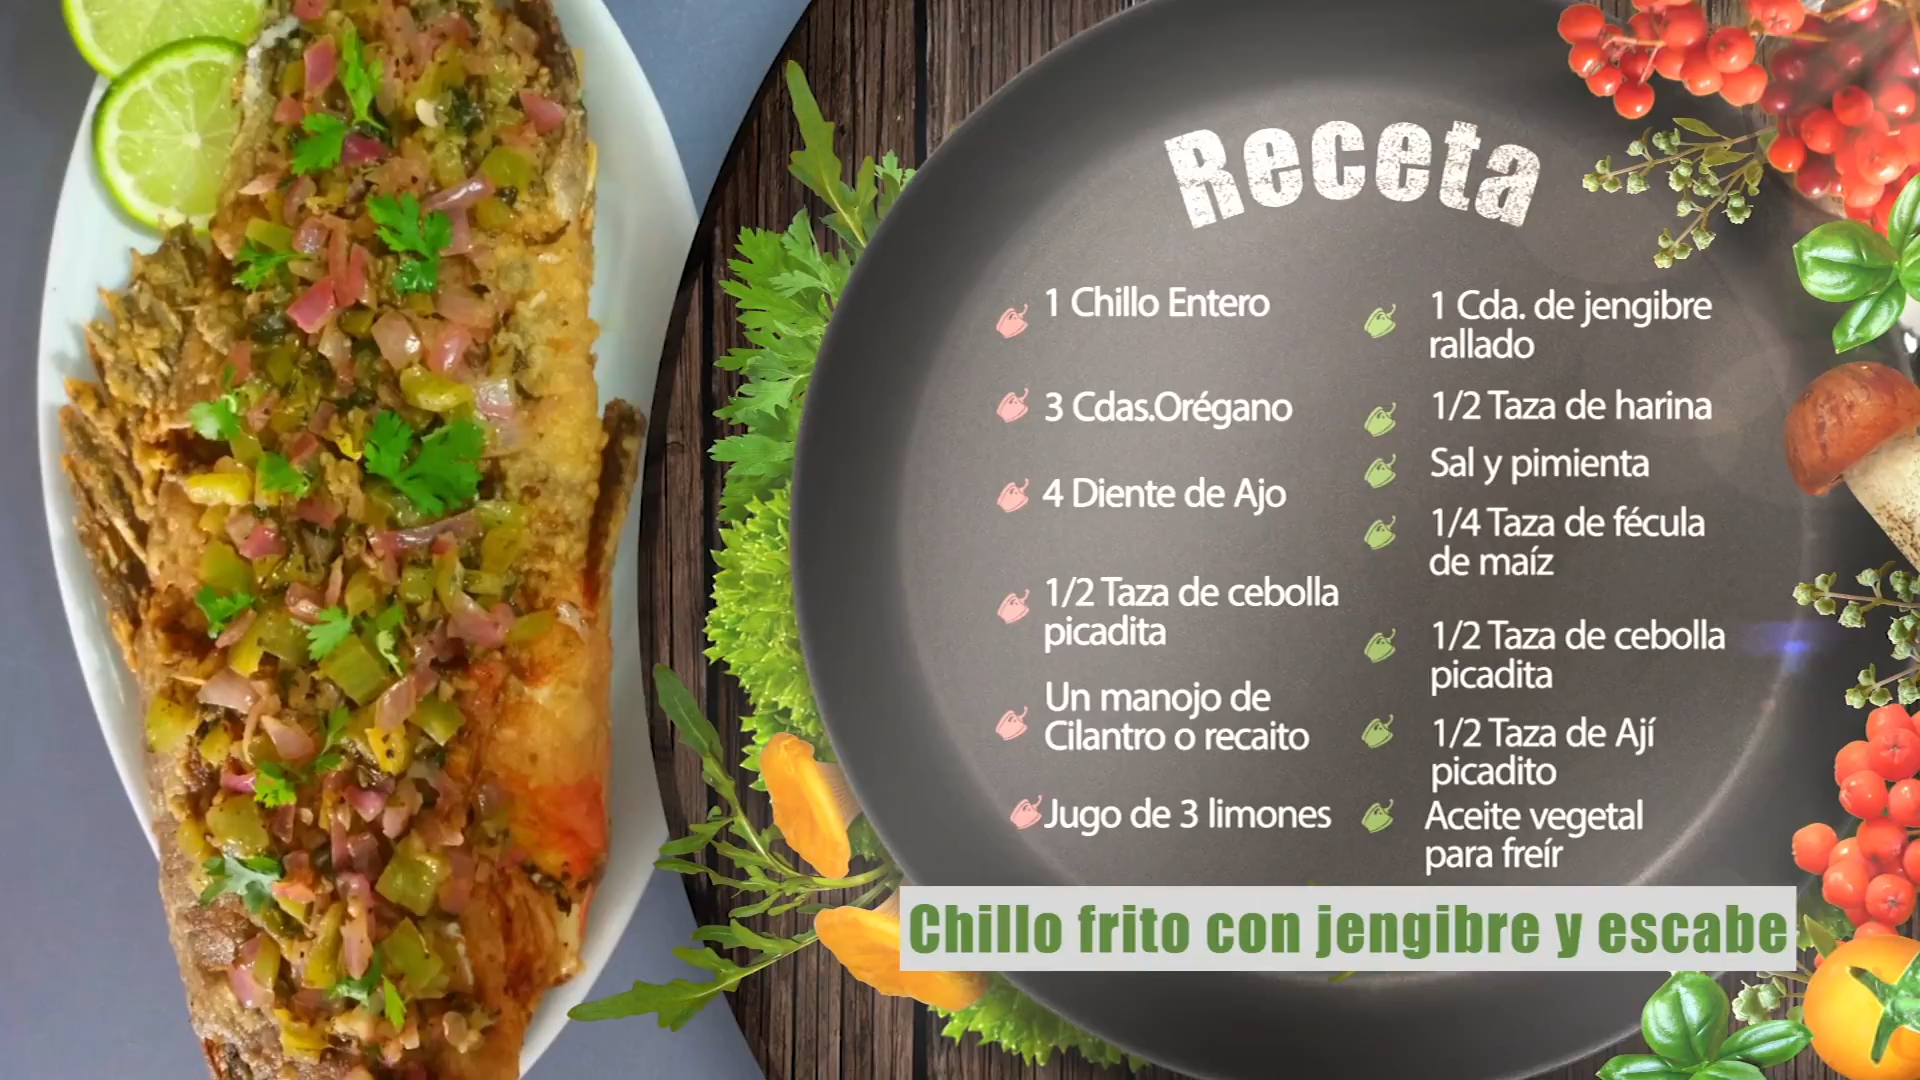 Receta
1 Chillo Entero
3 Cdas.Orégano
4 Diente de Ajo
1/2 Taza de cebolla
picadita
Un manojo de
Cilantro o recaito
Jugo de 3 limones
1 Cda. de jengibre
rallado
1/2 Taza de harina
Sal y pimienta
1/4 Taza de fécula
de maíz
1/2 Taza de cebolla
picadita
1/2 Taza de Ají
picadito
Aceite vegetal
para freír
Chillo frito con jengibre y escabe